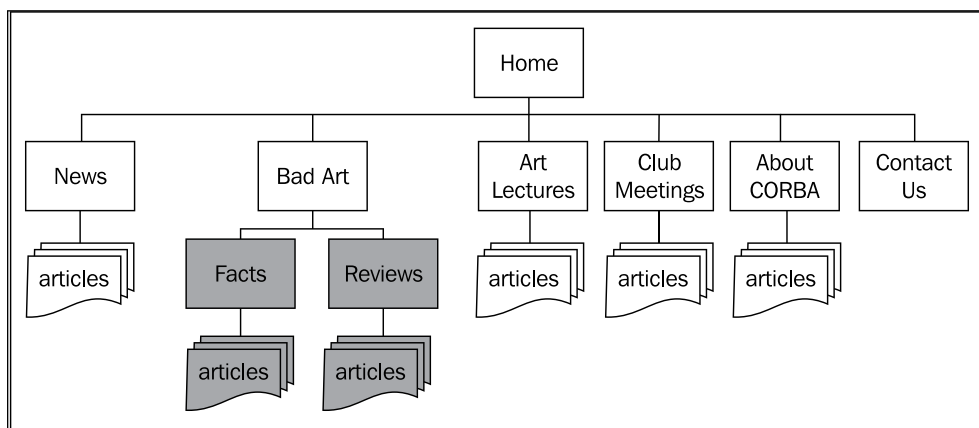 Home
News
Bad Art
Art
Lectures
Club
Meetings
About
CORBA
Contact
Us
articles
Facts
Reviews
articles
articles
articles
articles
articles